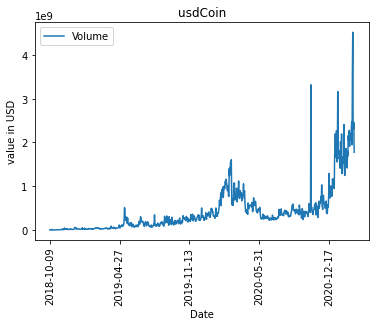 usdCoin
1e9
Volume
4
3
2
1
0
value in USD
2018-10-09
2019-04-27
2019-11-13
2020-05-31
2020-12-17
Date